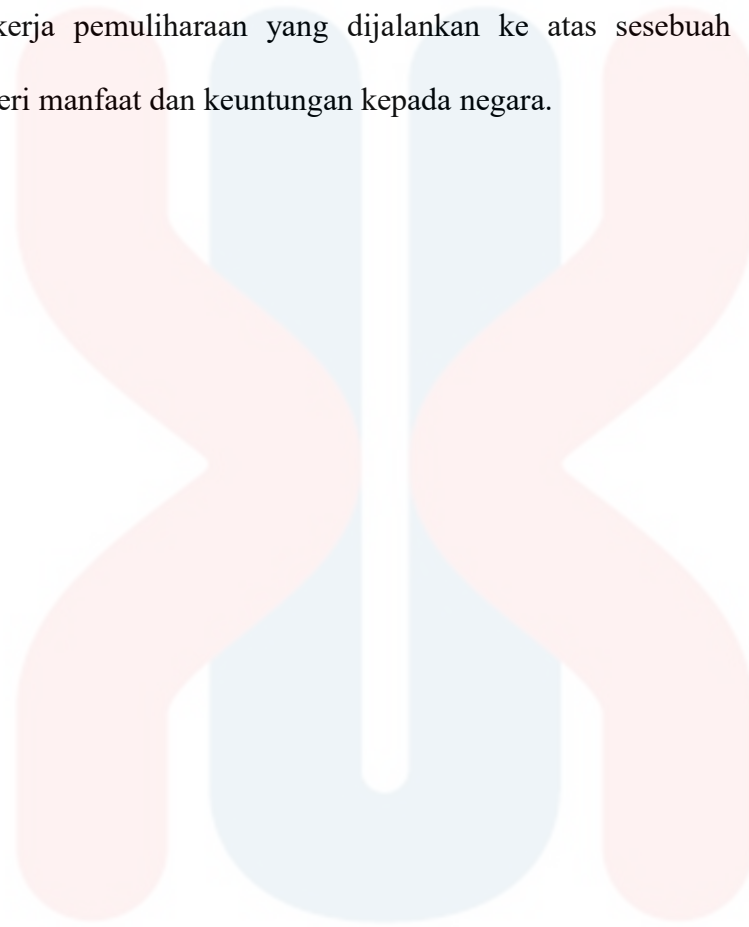 kerja pemuliharaan yang dijalankan ke atas sesebuah
eri manfaat dan keuntungan kepada negara.